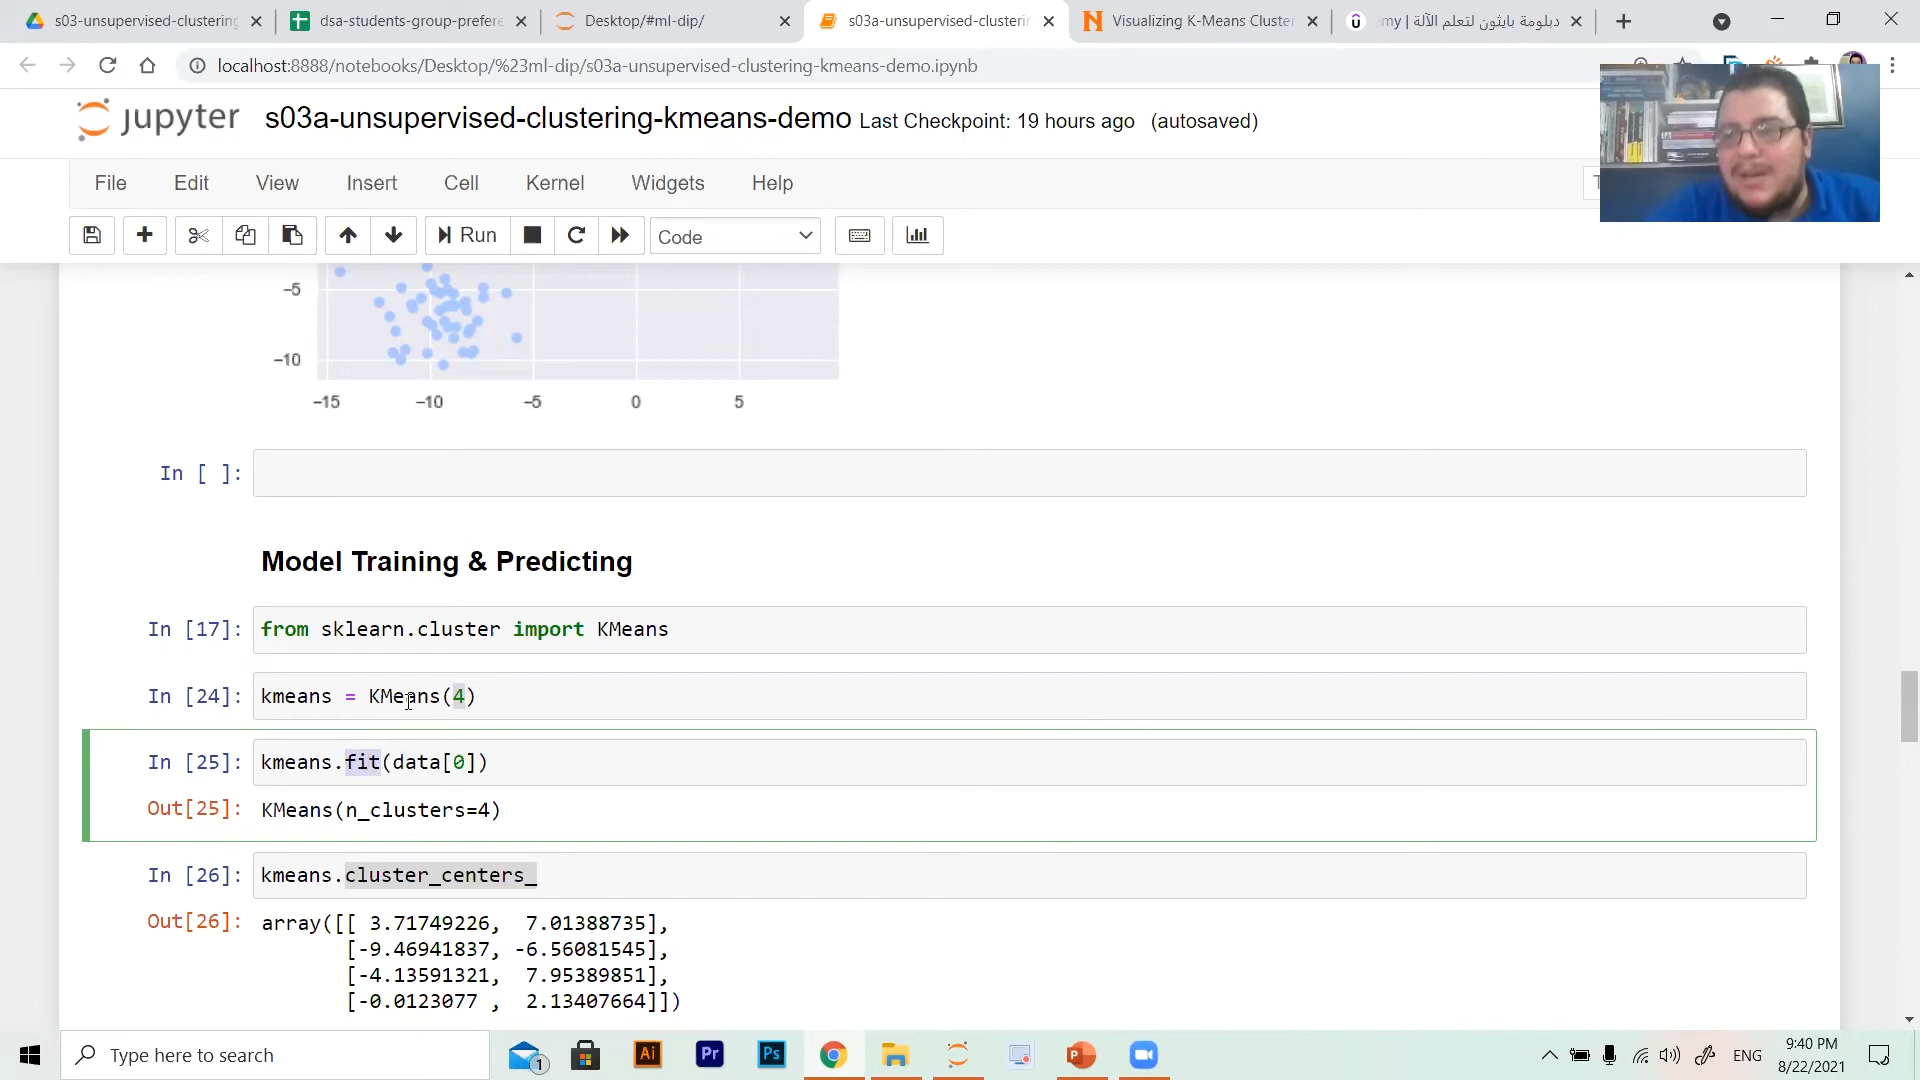 s03-unsupervised-clustering
dsa-students-group-prefere
Desktop/#ml-dip/
s03a-unsupervised-clusterin
Visualizing K-Means Cluster
دبلومة بايثون لتعلم الآلة | my
localhost:8888/notebooks/Desktop/%23ml-dip/s03a-unsupervised-clustering-kmeans-demo.ipynb
jupyter
s03a-unsupervised-clustering-kmeans-demo Last Checkpoint: 19 hours ago (autosaved)
File Edit View Insert Cell Kernel Widgets Help
Run Code
−5
−10
−15 −10 −5 0 5
In [ ]:
Model Training & Predicting
In [17]: from sklearn.cluster import KMeans
In [24]: kmeans = KMeans(4)
In [25]: kmeans.fit(data[0])
Out[25]: KMeans(n_clusters=4)
In [26]: kmeans.cluster_centers_
Out[26]: array([[ 3.71749226, 7.01388735],
[-9.46941837, -6.56081545],
[-4.13591321, 7.95389851],
[-0.0123077 , 2.13407664]])
Type here to search
1
Ai
Pr
Ps
P
ENG
9:40 PM
8/22/2021